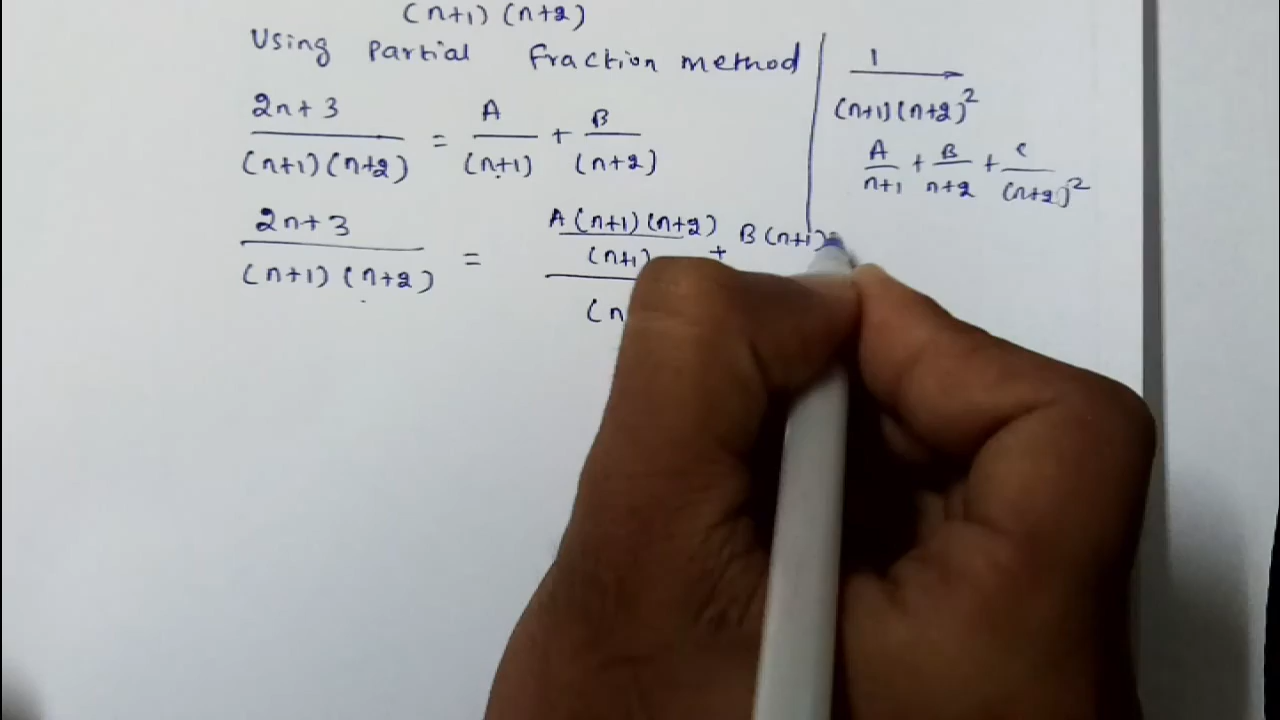 (n+1) (n+2)
Using Partial Fraction method
2n+3
(n+1)(n+2)
=
A
(n+1)
+
B
(n+2)
2n+3
(n+1) (n+2)
=
A(n+1)(n+2)
(n+1)
+
B(n+1)
(n
1
(n+1)(n+2)²
A
n+1
+
B
n+2
+
C
(n+2)²